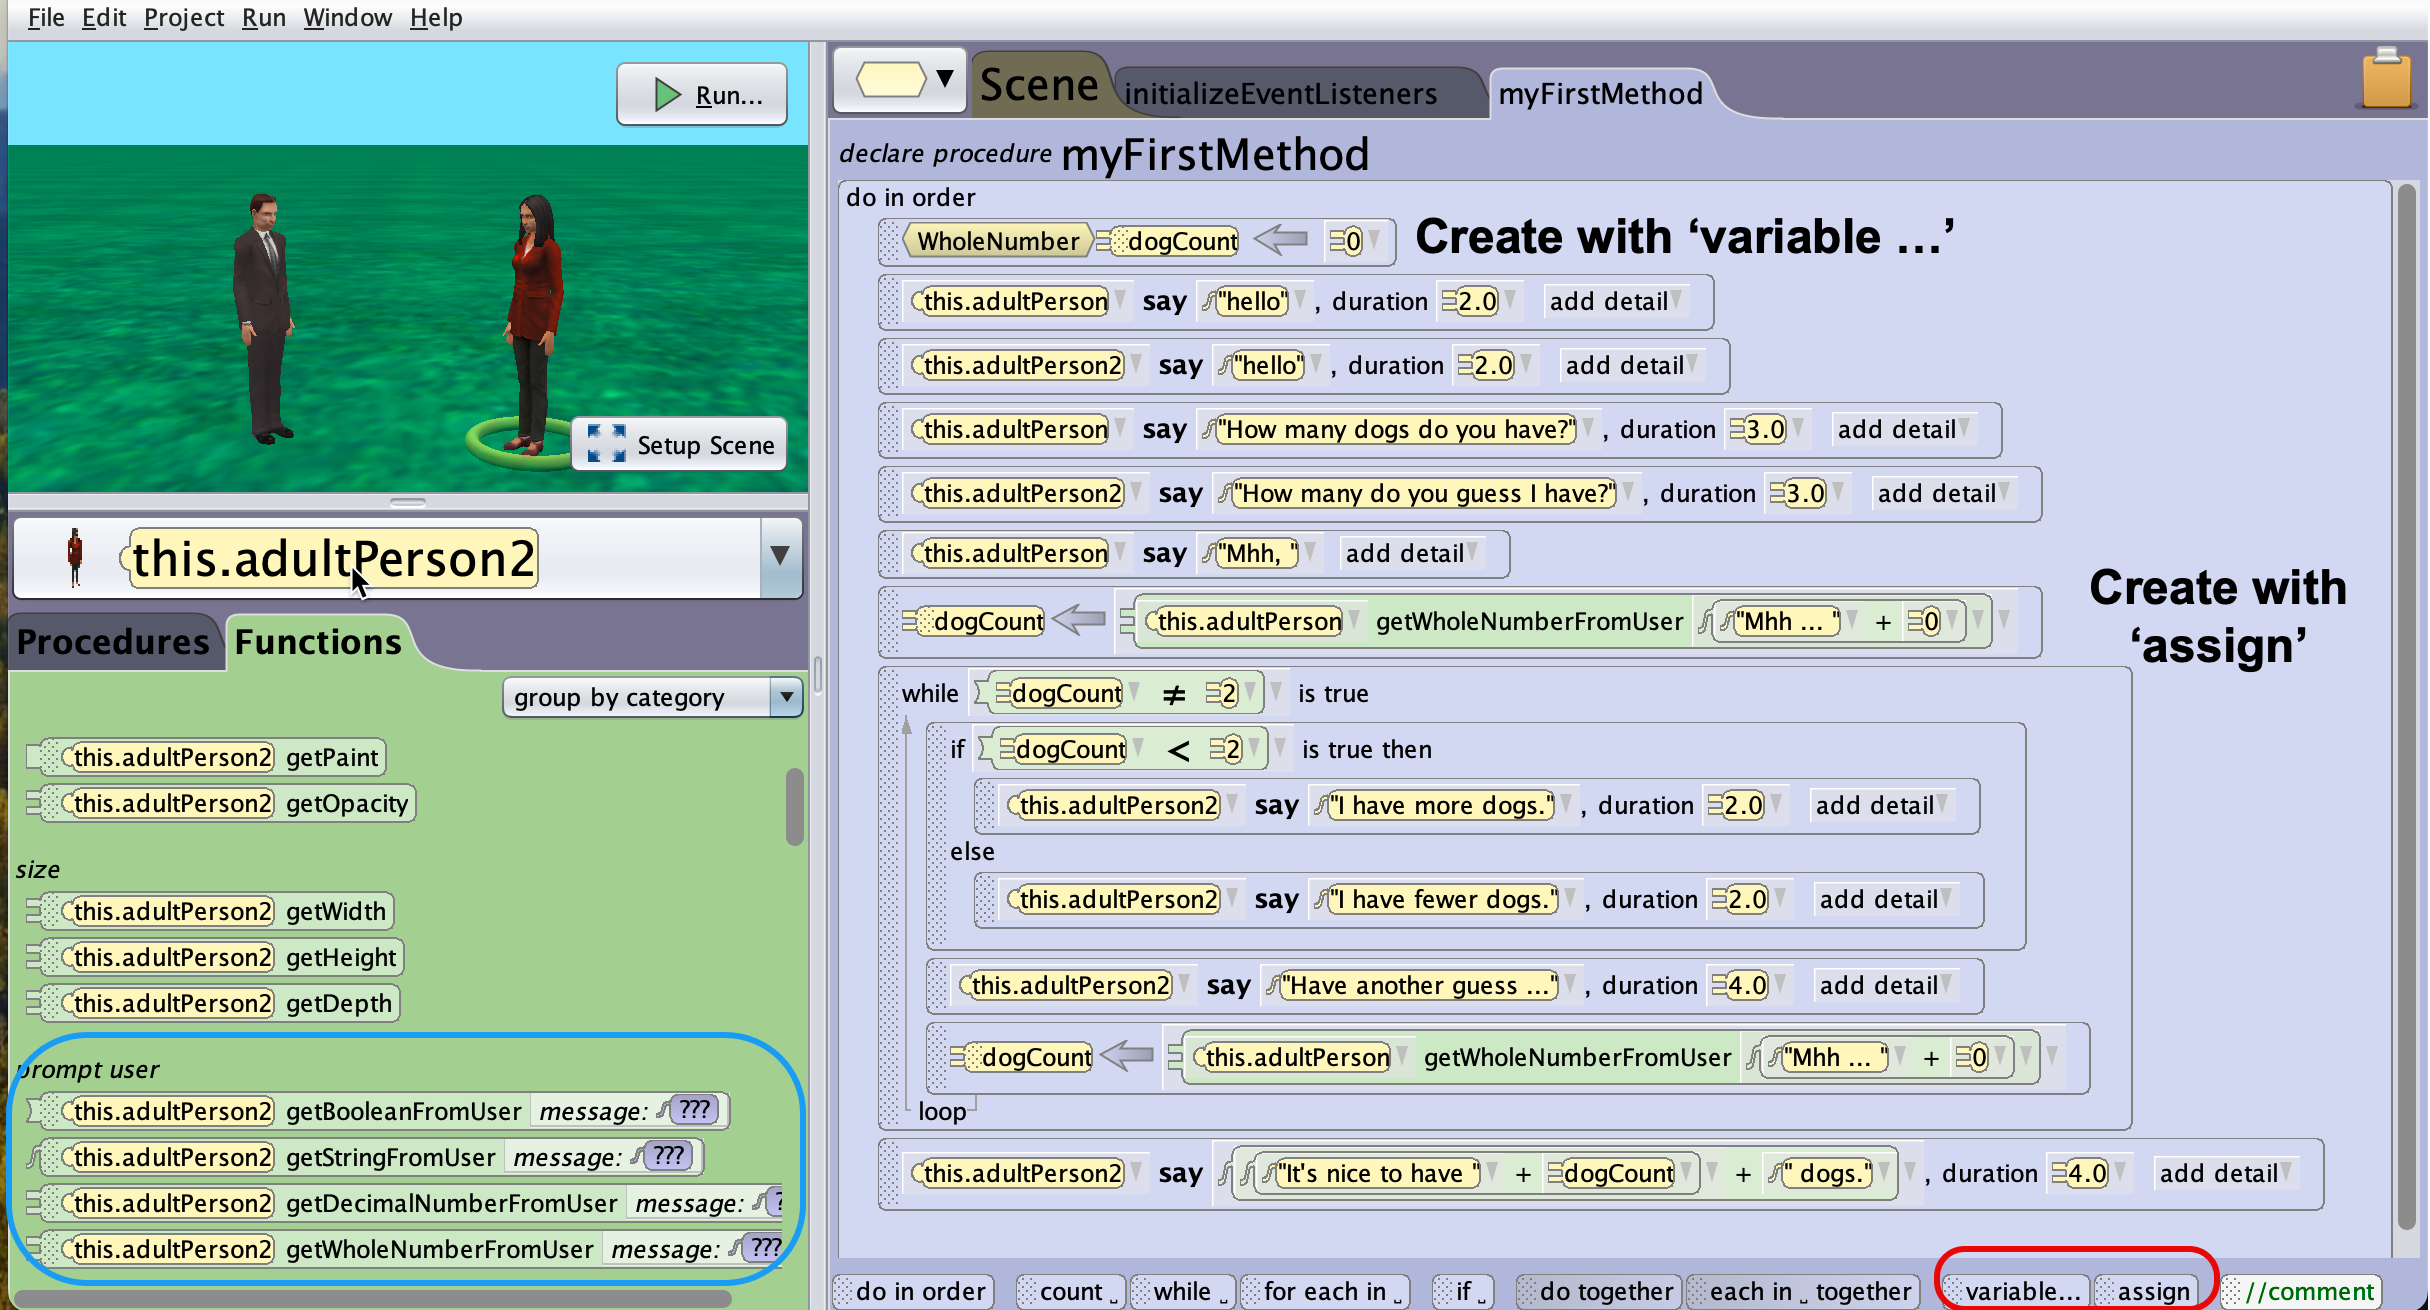 File Edit Project Run Window Help
Run...
Setup Scene
this.adultPerson2
Procedures Functions
group by category
this.adultPerson2 getPaint
this.adultPerson2 getOpacity
size
this.adultPerson2 getWidth
this.adultPerson2 getHeight
this.adultPerson2 getDepth
prompt user
this.adultPerson2 getBooleanFromUser message: ???
this.adultPerson2 getStringFromUser message: ???
this.adultPerson2 getDecimalNumberFromUser message: ?
this.adultPerson2 getWholeNumberFromUser message: ???
Scene initializeEventListeners myFirstMethod
declare procedure myFirstMethod
do in order
WholeNumber dogCount 0 Create with ‘variable ...’
this.adultPerson say "hello" , duration 2.0 add detail
this.adultPerson2 say "hello" , duration 2.0 add detail
this.adultPerson say "How many dogs do you have?" , duration 3.0 add detail
this.adultPerson2 say "How many do you guess I have?" , duration 3.0 add detail
this.adultPerson say "Mhh, " add detail
Create with
‘assign’
dogCount this.adultPerson getWholeNumberFromUser "Mhh ... " + 0
while dogCount ≠ 2 is true
if dogCount < 2 is true then
this.adultPerson2 say "I have more dogs." , duration 2.0 add detail
else
this.adultPerson2 say "I have fewer dogs." , duration 2.0 add detail
this.adultPerson2 say "Have another guess ..." , duration 4.0 add detail
dogCount this.adultPerson getWholeNumberFromUser "Mhh ... " + 0
loop
this.adultPerson2 say "It's nice to have " + dogCount + " dogs." , duration 4.0 add detail
do in order count _ while _ for each in _ if _ do together each in _ together variable... assign //comment